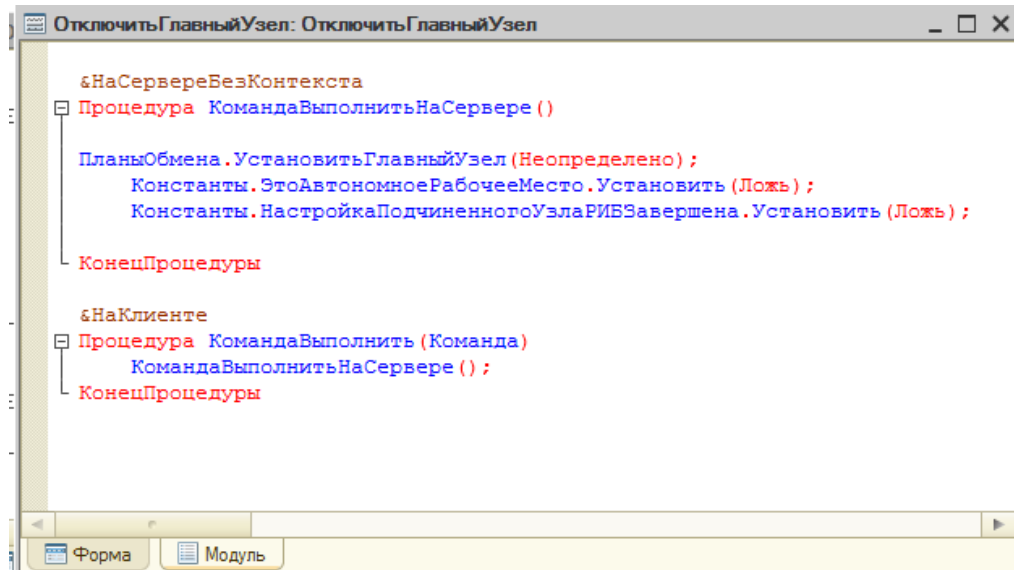 ОтключитьГлавныйУзел: ОтключитьГлавныйУзел
&НаСервереБезКонтекста
Процедура КомандаВыполнитьНаСервере()
ПланыОбмена.УстановитьГлавныйУзел(Неопределено);
Константы.ЭтоАвтономноеРабочееМесто.Установить(Ложь);
Константы.НастройкаПодчиненногоУзлаРИБЗавершена.Установить(Ложь);
КонецПроцедуры
&НаКлиенте
Процедура КомандаВыполнить(Команда)
КомандаВыполнитьНаСервере();
КонецПроцедуры
Форма Модуль